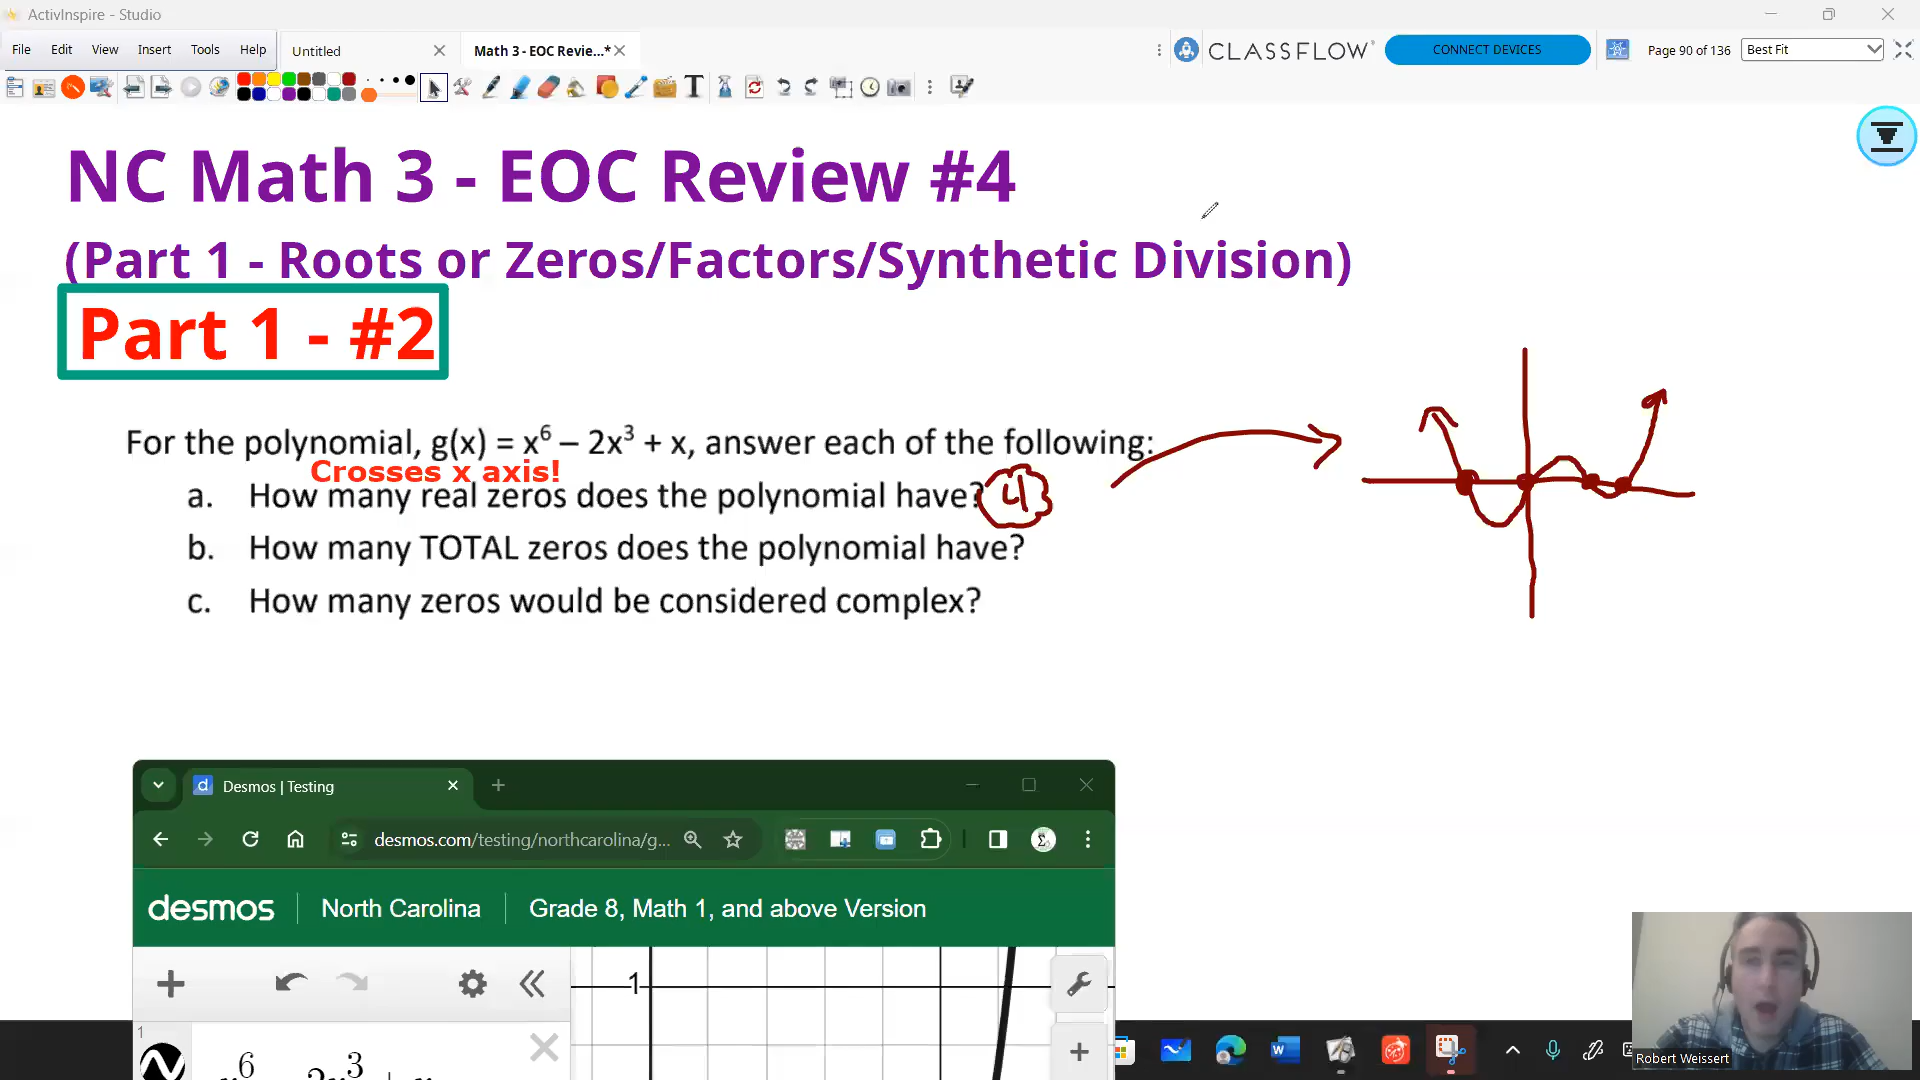 ActivInspire - Studio
File Edit View Insert Tools Help Untitled Math 3 - EOC Revie...* CLASSFLOW CONNECT DEVICES Page 90 of 136 Best Fit
NC Math 3 - EOC Review #4
(Part 1 - Roots or Zeros/Factors/Synthetic Division)
Part 1 - #2
For the polynomial, g(x) = x⁶ – 2x³ + x, answer each of the following:
Crosses x axis!
a. How many real zeros does the polynomial have? 4
b. How many TOTAL zeros does the polynomial have?
c. How many zeros would be considered complex?
Desmos | Testing
desmos.com/testing/northcarolina/g...
desmos North Carolina Grade 8, Math 1, and above Version
1
1
Robert Weissert